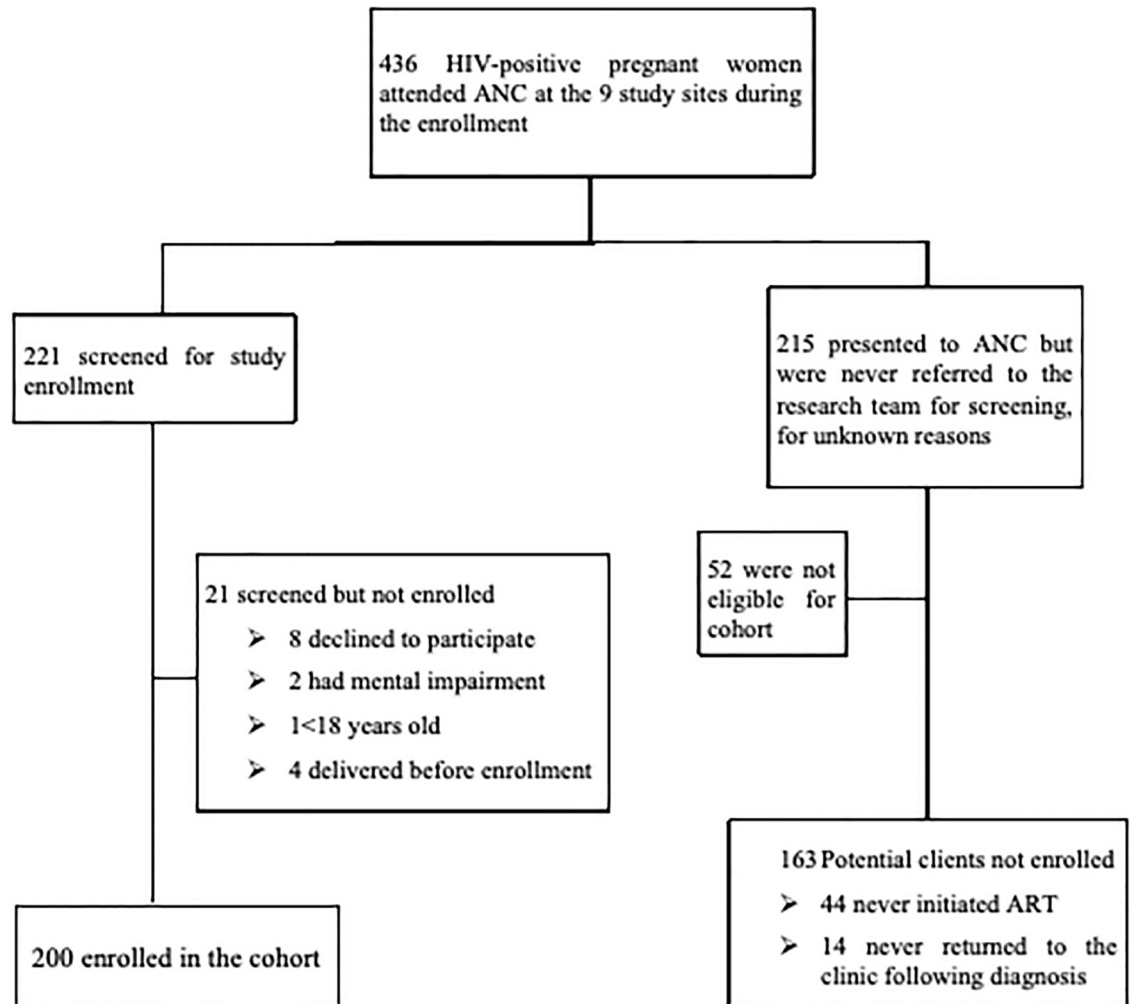 436 HIV-positive pregnant women
attended ANC at the 9 study sites during
the enrollment
221 screened for study
enrollment
215 presented to ANC but
were never referred to the
research team for screening,
for unknown reasons
21 screened but not enrolled
➢ 8 declined to participate
➢ 2 had mental impairment
➢ 1<18 years old
➢ 4 delivered before enrollment
52 were not
eligible for
cohort
200 enrolled in the cohort
163 Potential clients not enrolled
➢ 44 never initiated ART
➢ 14 never returned to the
clinic following diagnosis